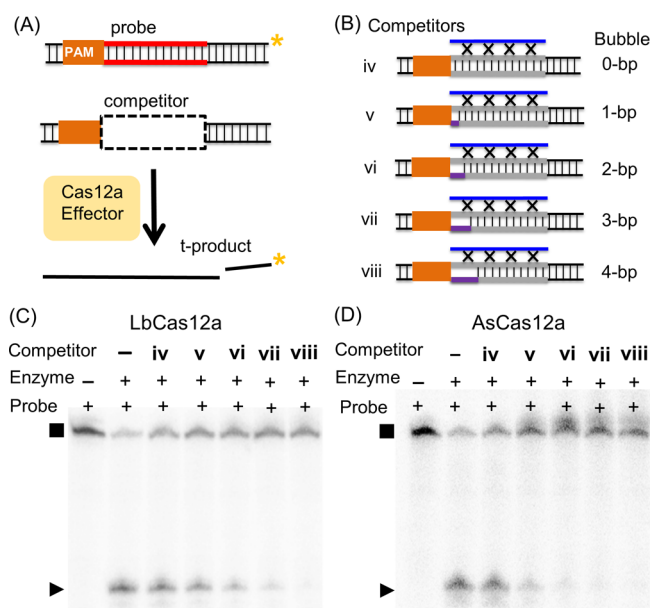 (A)
probe
*
PAM
competitor
Cas12a
Effector
t-product
*
(B) Competitors
Bubble
iv 0-bp
v 1-bp
vi 2-bp
vii 3-bp
viii 4-bp
(C) LbCas12a
Competitor – iv v vi vii viii
Enzyme – + + + + + +
Probe + + + + + + +
(D) AsCas12a
Competitor – iv v vi vii viii
Enzyme – + + + + + +
Probe + + + + + + +